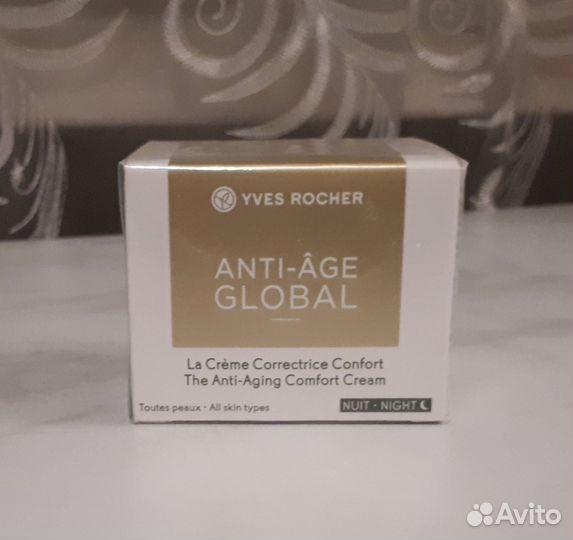 YVES ROCHER
ANTI-ÂGE
GLOBAL
La Crème Correctrice Confort
The Anti-Aging Comfort Cream
Toutes peaux • All skin types
NUIT • NIGHT
Avito